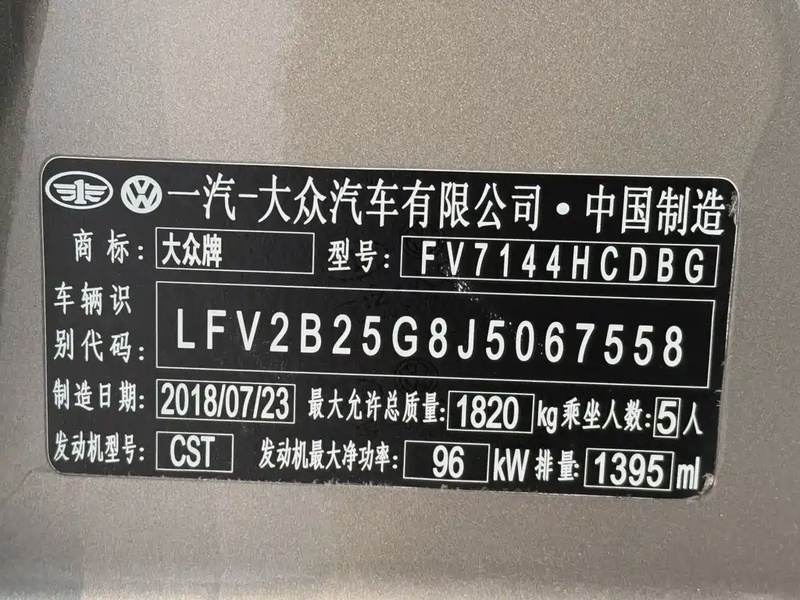 一汽-大众汽车有限公司·中国制造
商标: 大众牌 型号: FV7144HCDBG
车辆识
别代码: LFV2B25G8J5067558
制造日期: 2018/07/23 最大允许总质量: 1820 kg 乘坐人数: 5 人
发动机型号: CST 发动机最大净功率: 96 kW 排量: 1395 ml